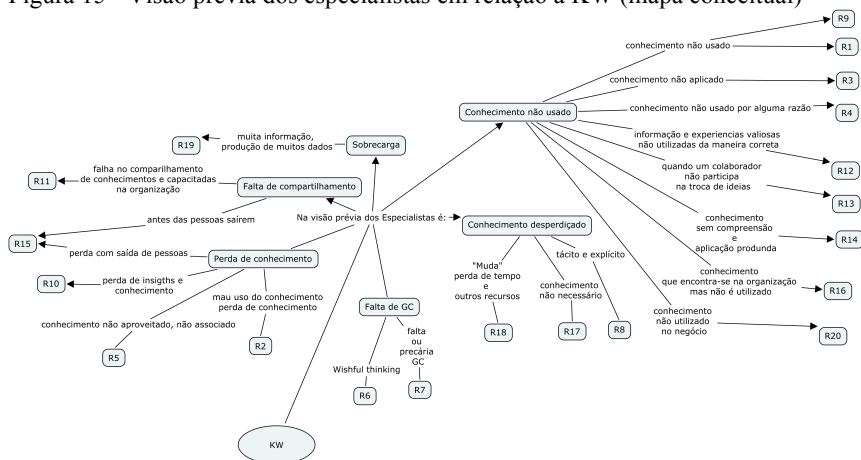 Figura 15 - Visão prévia dos especialistas em relação à KW (mapa conceitual)
R9
conhecimento não usado
R1
conhecimento não aplicado
R3
Conhecimento não usado
conhecimento não usado por alguma razão
R4
informação e experiencias valiosas
não utilizadas da maneira correta
R12
quando um colaborador
não participa
na troca de ideias
R13
conhecimento
sem compreensão
e
aplicação produnda
R14
conhecimento
que encontra-se na organização
mas não é utilizado
R16
conhecimento
não utilizado
no negócio
R20
muita informação,
produção de muitos dados
R19
Sobrecarga
falha no comparilhamento
de conhecimentos e capacitadas
na organização
R11
Falta de compartilhamento
antes das pessoas saírem
Na visão prévia dos Especialistas é:
Conhecimento desperdiçado
R15
perda com saída de pessoas
Perda de conhecimento
R10
perda de insigths e
conhecimento
mau uso do conhecimento
perda de conhecimento
conhecimento não aproveitado, não associado
R5
R2
Falta de GC
Wishful thinking
falta
ou
precária
GC
R6
R7
"Muda"
perda de tempo
e
outros recursos
R18
conhecimento
não necessário
R17
tácito e explícito
R8
KW